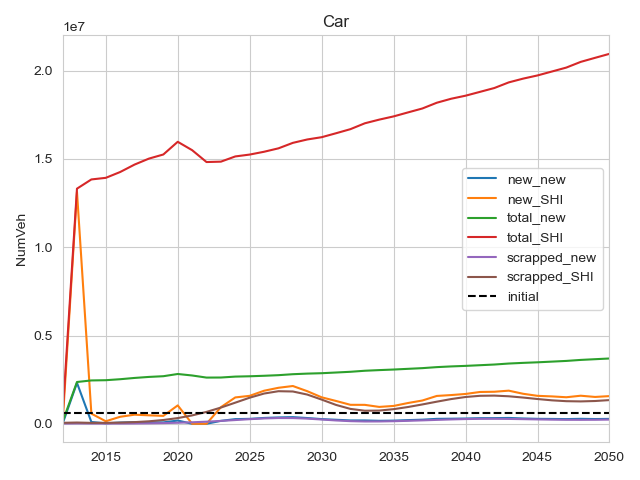 Car
1e7
2.0
1.5
1.0
0.5
0.0
NumVeh
new_new
new_SHI
total_new
total_SHI
scrapped_new
scrapped_SHI
initial
2015 2020 2025 2030 2035 2040 2045 2050